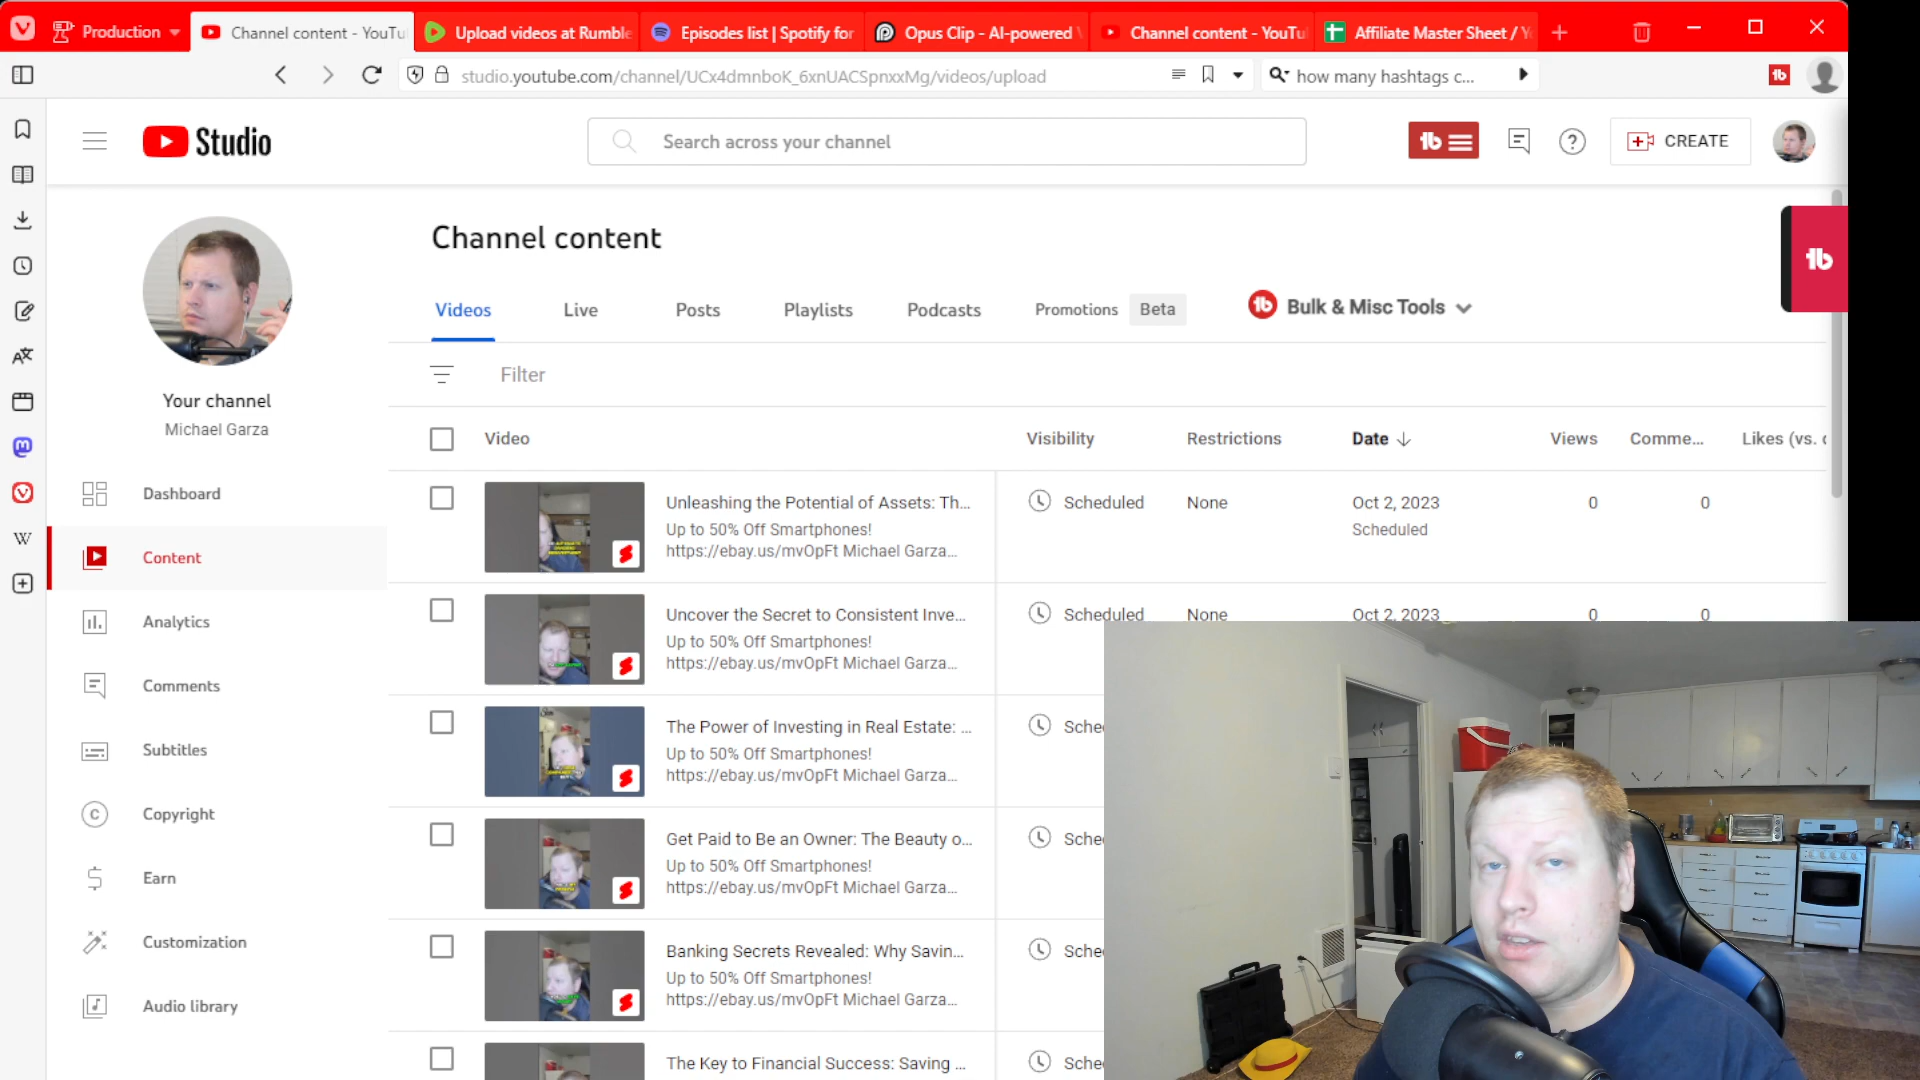 Production
Channel content - YouTu
Upload videos at Rumble
Episodes list | Spotify for
Opus Clip - AI-powered
Channel content - YouTu
Affiliate Master Sheet / Y
studio.youtube.com/channel/UCx4dmnboK_6xnUACSpnxxMg/videos/upload
how many hashtags c...
Studio
Search across your channel
CREATE
Your channel
Michael Garza
Dashboard
Content
Analytics
Comments
Subtitles
Copyright
Earn
Customization
Audio library
Channel content
Videos
Live
Posts
Playlists
Podcasts
Promotions
Beta
Bulk & Misc Tools
Filter
Video
Visibility
Restrictions
Date
Views
Comme...
Likes (vs.
Unleashing the Potential of Assets: Th...
Up to 50% Off Smartphones!
https://ebay.us/mvOpFt Michael Garza...
Scheduled
None
Oct 2, 2023
Scheduled
0
0
Uncover the Secret to Consistent Inve...
Up to 50% Off Smartphones!
https://ebay.us/mvOpFt Michael Garza...
Scheduled
None
Oct 2, 2023
0
0
The Power of Investing in Real Estate: ...
Up to 50% Off Smartphones!
https://ebay.us/mvOpFt Michael Garza...
Sche
Get Paid to Be an Owner: The Beauty o...
Up to 50% Off Smartphones!
https://ebay.us/mvOpFt Michael Garza...
Sche
Banking Secrets Revealed: Why Savin...
Up to 50% Off Smartphones!
https://ebay.us/mvOpFt Michael Garza...
Sche
The Key to Financial Success: Saving ...
Sche